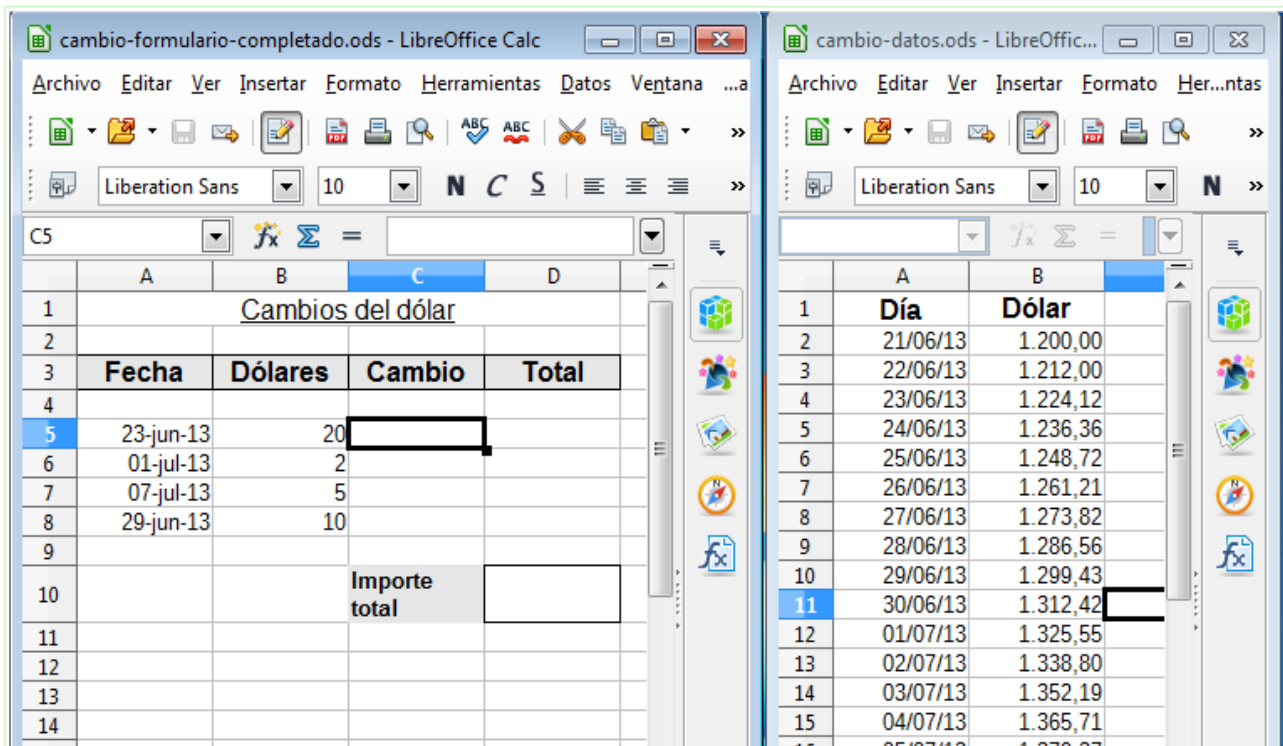 cambio-formulario-completado.ods - LibreOffice Calc
Archivo Editar Ver Insertar Formato Herramientas Datos Ventana ...a
Liberation Sans 10 N C S
C5
A B C D
1 Cambios del dólar
2
3 Fecha Dólares Cambio Total
4
5 23-jun-13 20
6 01-jul-13 2
7 07-jul-13 5
8 29-jun-13 10
9
10 Importe total
11
12
13
14
cambio-datos.ods - LibreOffic...
Archivo Editar Ver Insertar Formato Her...ntas
Liberation Sans 10 N
A B
1 Día Dólar
2 21/06/13 1.200,00
3 22/06/13 1.212,00
4 23/06/13 1.224,12
5 24/06/13 1.236,36
6 25/06/13 1.248,72
7 26/06/13 1.261,21
8 27/06/13 1.273,82
9 28/06/13 1.286,56
10 29/06/13 1.299,43
11 30/06/13 1.312,42
12 01/07/13 1.325,55
13 02/07/13 1.338,80
14 03/07/13 1.352,19
15 04/07/13 1.365,71